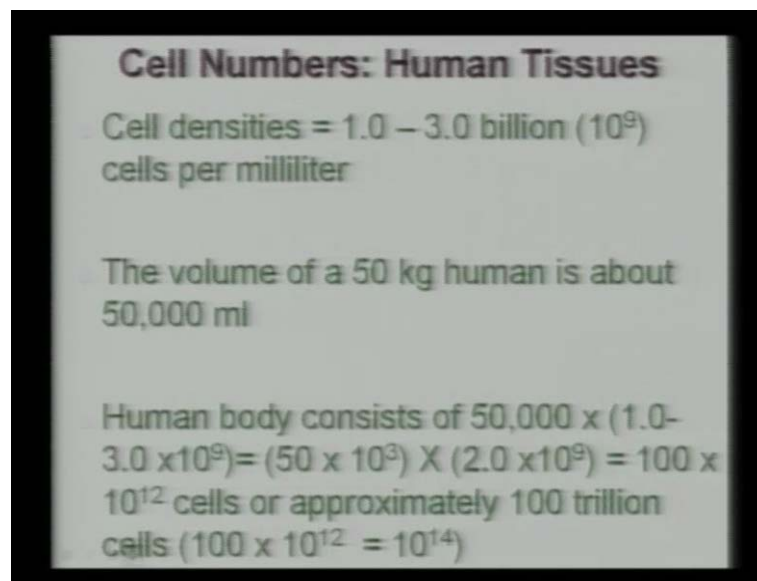 Cell Numbers: Human Tissues
Cell densities = 1.0 – 3.0 billion (10⁹)
cells per milliliter
The volume of a 50 kg human is about
50,000 ml
Human body consists of 50,000 x (1.0-
3.0 x10⁹)= (50 x 10³) X (2.0 x10⁹) = 100 x
10¹² cells or approximately 100 trillion
cells (100 x 10¹² = 10¹⁴)